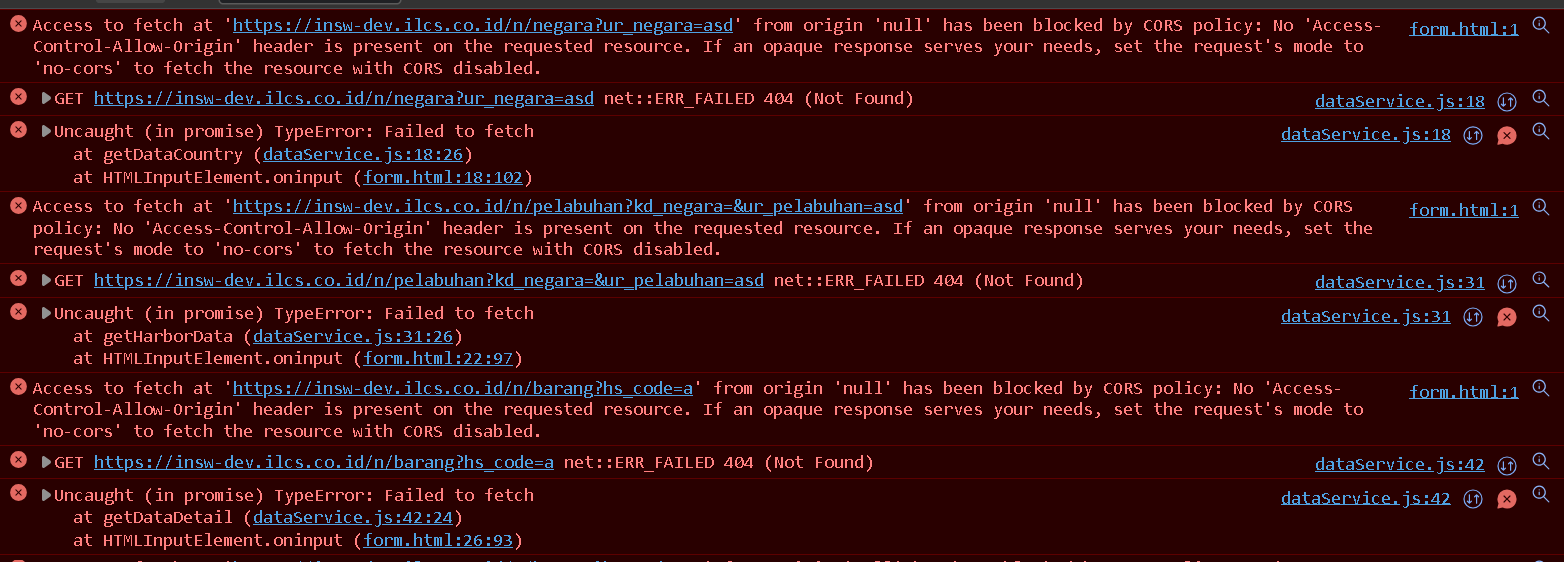 Access to fetch at 'https://insw-dev.ilcs.co.id/n/negara?ur_negara=asd' from origin 'null' has been blocked by CORS policy: No 'Access- form.html:1
Control-Allow-Origin' header is present on the requested resource. If an opaque response serves your needs, set the request's mode to
'no-cors' to fetch the resource with CORS disabled.
GET https://insw-dev.ilcs.co.id/n/negara?ur_negara=asd net::ERR_FAILED 404 (Not Found) dataService.js:18
Uncaught (in promise) TypeError: Failed to fetch dataService.js:18
at getDataCountry (dataService.js:18:26)
at HTMLInputElement.oninput (form.html:18:102)
Access to fetch at 'https://insw-dev.ilcs.co.id/n/pelabuhan?kd_negara=&ur_pelabuhan=asd' from origin 'null' has been blocked by CORS form.html:1
policy: No 'Access-Control-Allow-Origin' header is present on the requested resource. If an opaque response serves your needs, set the
request's mode to 'no-cors' to fetch the resource with CORS disabled.
GET https://insw-dev.ilcs.co.id/n/pelabuhan?kd_negara=&ur_pelabuhan=asd net::ERR_FAILED 404 (Not Found) dataService.js:31
Uncaught (in promise) TypeError: Failed to fetch dataService.js:31
at getHarborData (dataService.js:31:26)
at HTMLInputElement.oninput (form.html:22:97)
Access to fetch at 'https://insw-dev.ilcs.co.id/n/barang?hs_code=a' from origin 'null' has been blocked by CORS policy: No 'Access- form.html:1
Control-Allow-Origin' header is present on the requested resource. If an opaque response serves your needs, set the request's mode to
'no-cors' to fetch the resource with CORS disabled.
GET https://insw-dev.ilcs.co.id/n/barang?hs_code=a net::ERR_FAILED 404 (Not Found) dataService.js:42
Uncaught (in promise) TypeError: Failed to fetch dataService.js:42
at getDataDetail (dataService.js:42:24)
at HTMLInputElement.oninput (form.html:26:93)